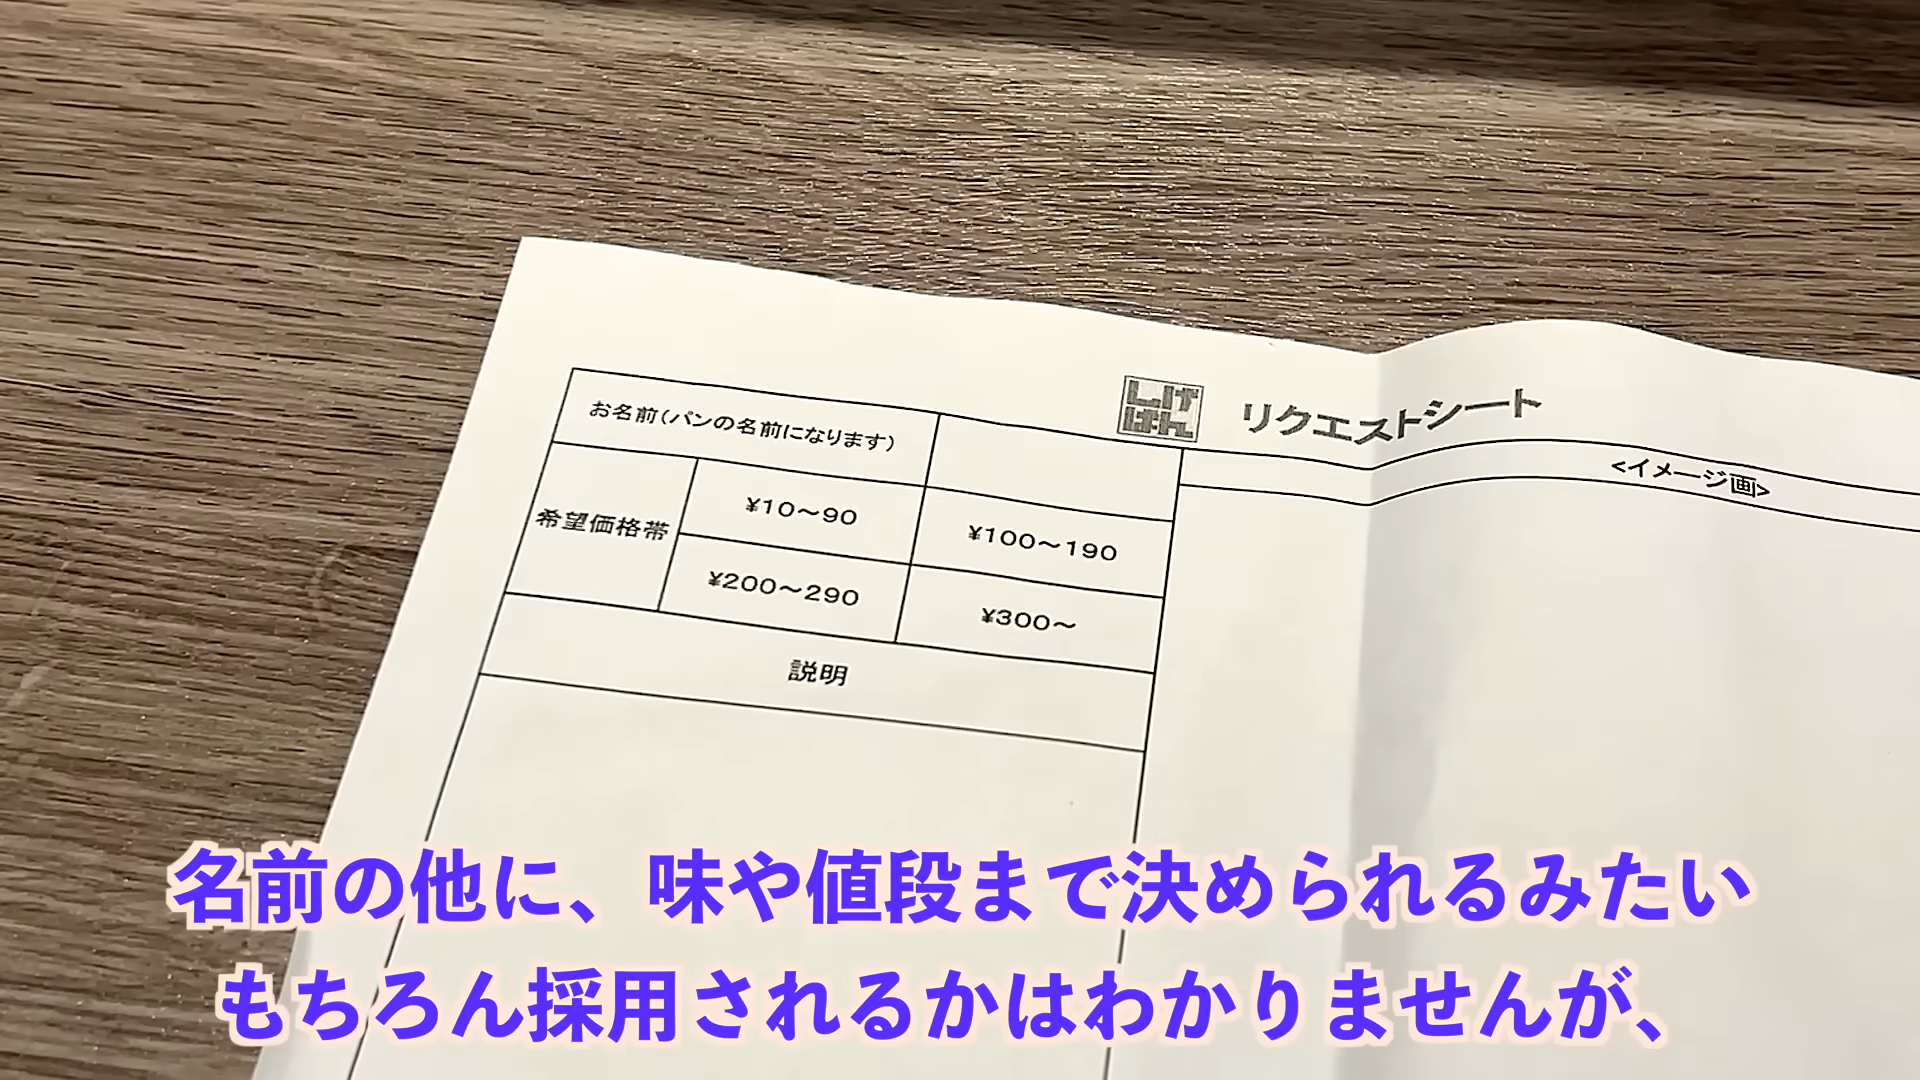 しげ
ぱん
リクエストシート
お名前(パンの名前になります)
希望価格帯
¥10～90
¥100～190
¥200～290
¥300～
説明
<イメージ画>
名前の他に、味や値段まで決められるみたい
もちろん採用されるかはわかりませんが、